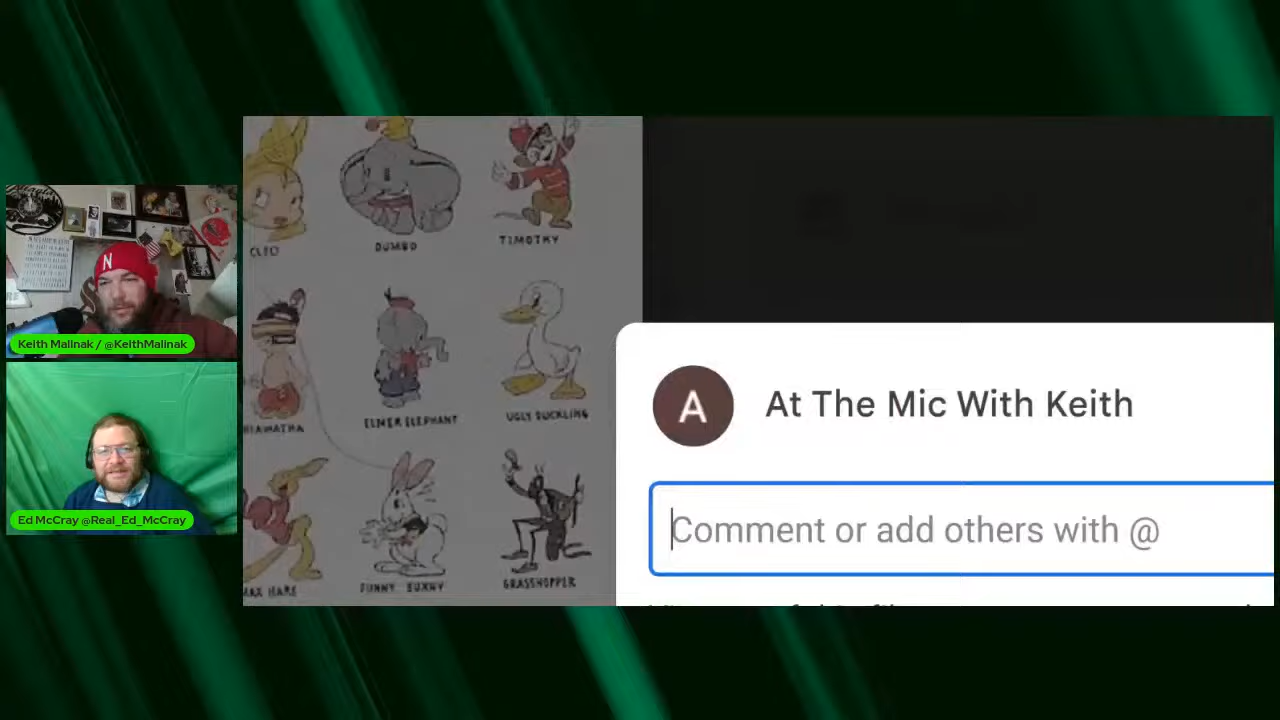 N
Keith Malinak / @KeithMalinak
Ed McCray @Real_Ed_McCray
CLEO
DUMBO
TIMOTHY
HIAWATHA
ELMER ELEPHANT
UGLY DUCKLING
MAX HARE
FUNNY BUNNY
GRASSHOPPER
A
At The Mic With Keith
Comment or add others with @